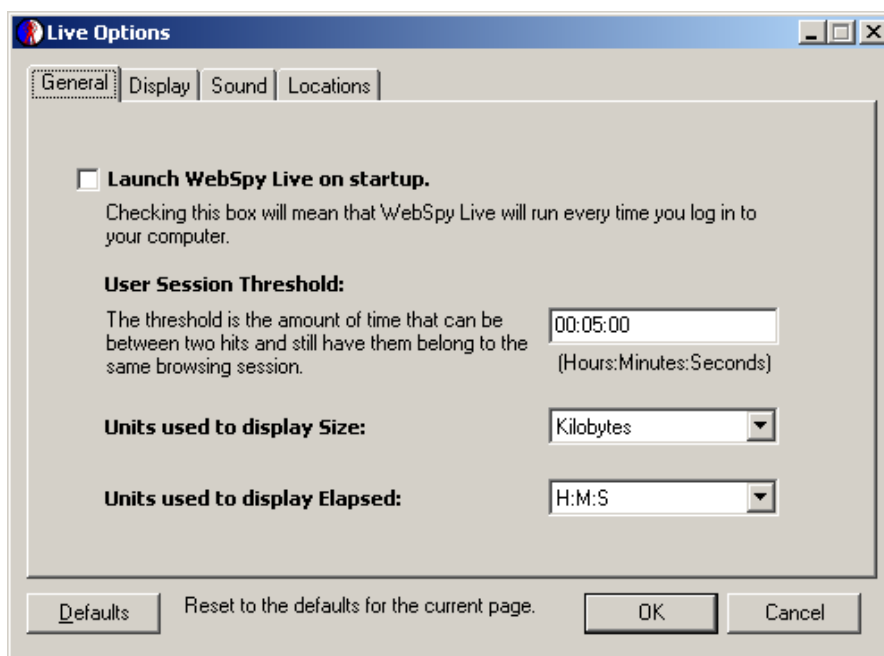 Live Options
General Display Sound Locations
Launch WebSpy Live on startup.
Checking this box will mean that WebSpy Live will run every time you log in to
your computer.
User Session Threshold:
The threshold is the amount of time that can be
between two hits and still have them belong to the
same browsing session.
00:05:00
(Hours:Minutes:Seconds)
Units used to display Size:
Kilobytes
Units used to display Elapsed:
H:M:S
Defaults
Reset to the defaults for the current page.
OK
Cancel